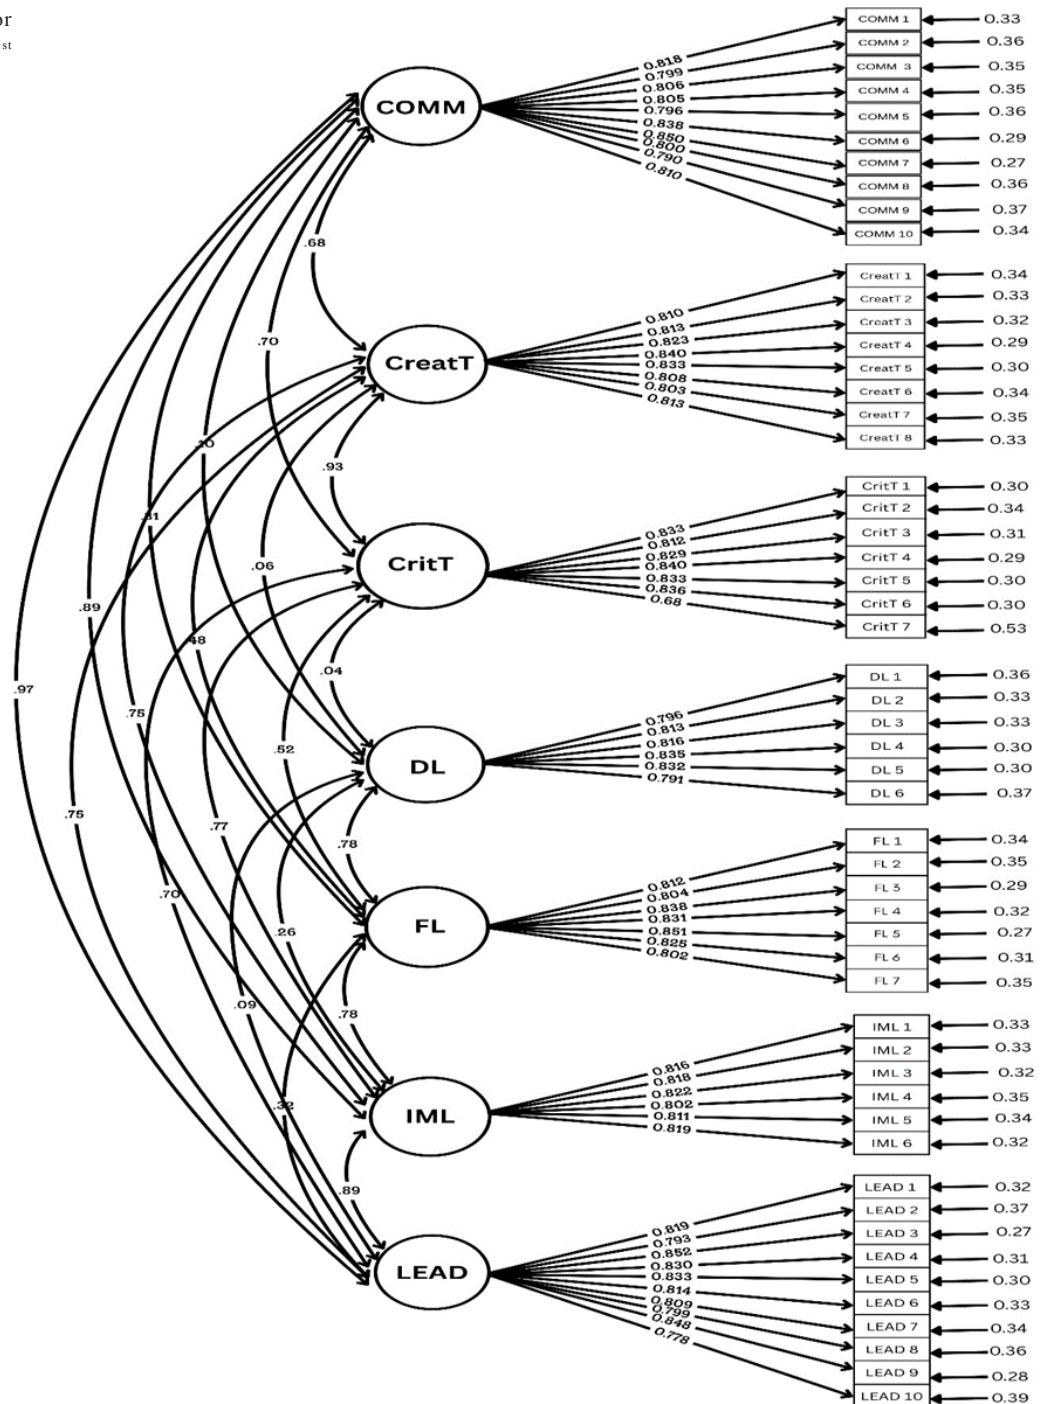 or
st
COMM
0.818
0.799
0.806
0.805
0.796
0.838
0.850
0.800
0.790
0.810
COMM 1 0.33
COMM 2 0.36
COMM 3 0.35
COMM 4 0.35
COMM 5 0.36
COMM 6 0.29
COMM 7 0.27
COMM 8 0.36
COMM 9 0.37
COMM 10 0.34
.68
CreatT
0.810
0.813
0.823
0.840
0.833
0.808
0.803
0.813
CreatT 1 0.34
CreatT 2 0.33
CreatT 3 0.32
CreatT 4 0.29
CreatT 5 0.30
CreatT 6 0.34
CreatT 7 0.35
CreatT 8 0.33
.70
.93
CritT
0.833
0.812
0.829
0.840
0.833
0.836
0.68
CritT 1 0.30
CritT 2 0.34
CritT 3 0.31
CritT 4 0.29
CritT 5 0.30
CritT 6 0.30
CritT 7 0.53
.06
.89
.97
.04
.75
DL
0.796
0.813
0.816
0.835
0.832
0.791
DL 1 0.36
DL 2 0.33
DL 3 0.33
DL 4 0.30
DL 5 0.30
DL 6 0.37
.52
.75
.77
.78
FL
0.812
0.804
0.838
0.831
0.851
0.825
0.802
FL 1 0.34
FL 2 0.35
FL 3 0.29
FL 4 0.32
FL 5 0.27
FL 6 0.31
FL 7 0.35
.70
.26
.09
.78
IML
0.816
0.818
0.822
0.802
0.811
0.819
IML 1 0.33
IML 2 0.33
IML 3 0.32
IML 4 0.35
IML 5 0.34
IML 6 0.32
.32
.89
LEAD
0.819
0.793
0.852
0.830
0.833
0.814
0.809
0.799
0.848
0.778
LEAD 1 0.32
LEAD 2 0.37
LEAD 3 0.27
LEAD 4 0.31
LEAD 5 0.30
LEAD 6 0.33
LEAD 7 0.34
LEAD 8 0.36
LEAD 9 0.28
LEAD 10 0.39